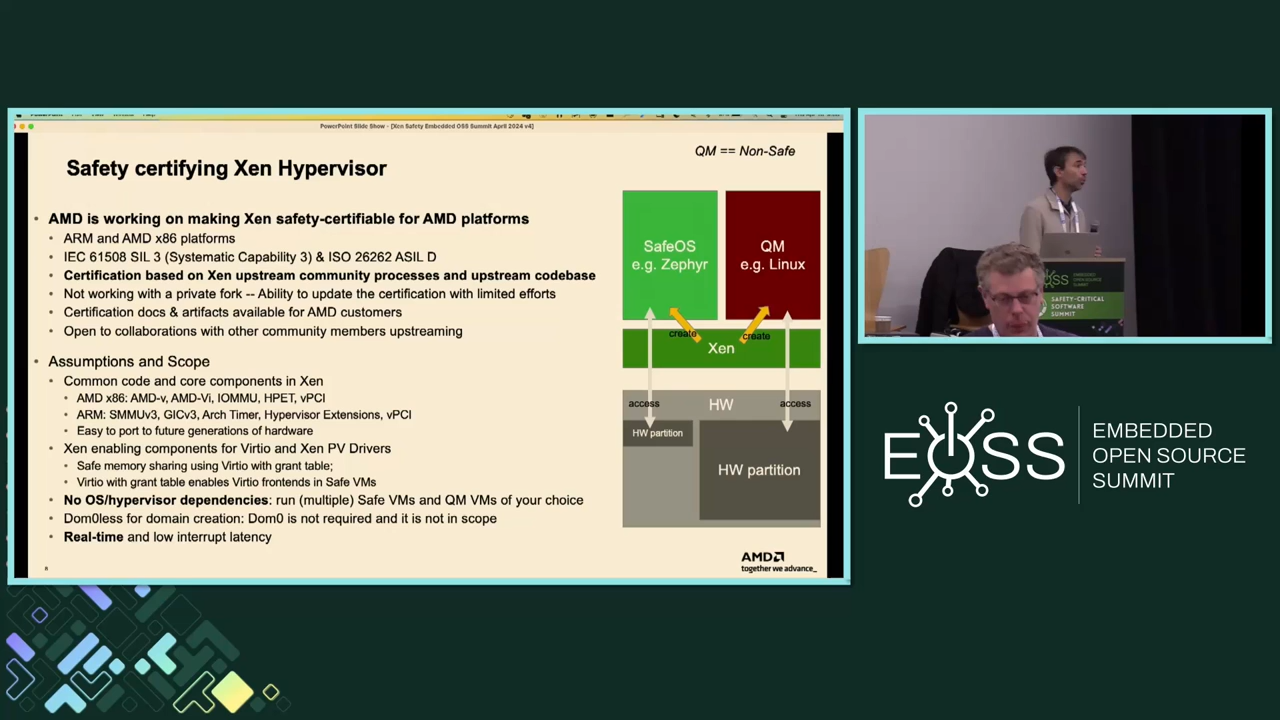 PowerPoint Slide Show - [Xen Safety Embedded OSS Summit April 2024 v4]
QM == Non-Safe
Safety certifying Xen Hypervisor
• AMD is working on making Xen safety-certifiable for AMD platforms
• ARM and AMD x86 platforms
• IEC 61508 SIL 3 (Systematic Capability 3) & ISO 26262 ASIL D
• Certification based on Xen upstream community processes and upstream codebase
• Not working with a private fork -- Ability to update the certification with limited efforts
• Certification docs & artifacts available for AMD customers
• Open to collaborations with other community members upstreaming
• Assumptions and Scope
• Common code and core components in Xen
• AMD x86: AMD-v, AMD-Vi, IOMMU, HPET, vPCI
• ARM: SMMUv3, GICv3, Arch Timer, Hypervisor Extensions, vPCI
• Easy to port to future generations of hardware
• Xen enabling components for Virtio and Xen PV Drivers
• Safe memory sharing using Virtio with grant table;
• Virtio with grant table enables Virtio frontends in Safe VMs
• No OS/hypervisor dependencies: run (multiple) Safe VMs and QM VMs of your choice
• Dom0less for domain creation: Dom0 is not required and it is not in scope
• Real-time and low interrupt latency
8
SafeOS
e.g. Zephyr
QM
e.g. Linux
create
create
Xen
access
HW
access
HW partition
HW partition
AMD
together we advance_
EOSS
SAFETY-CRITICAL
SOFTWARE
SUMMIT
EOSS
EMBEDDED
OPEN SOURCE
SUMMIT